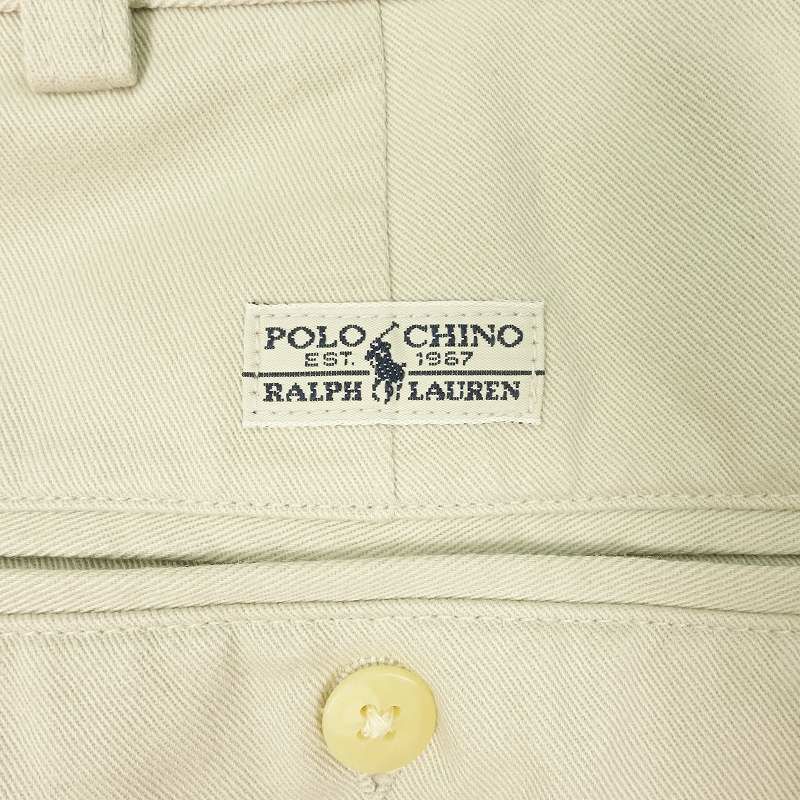 POLO CHINO
EST. 1967
RALPH LAUREN